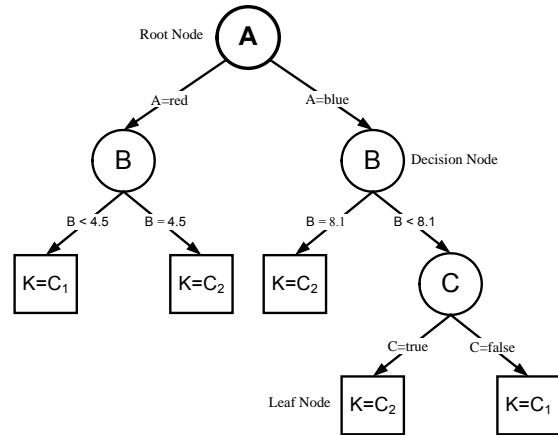 Root Node
A
A=red
A=blue
B
B
Decision Node
B < 4.5
B = 4.5
B = 8.1
B < 8.1
K=C₁
K=C₂
K=C₂
C
C=true
C=false
Leaf Node
K=C₂
K=C₁